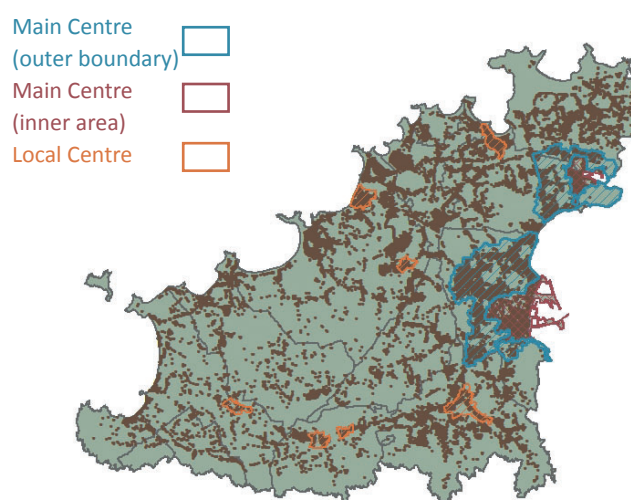 Main Centre
(outer boundary)
Main Centre
(inner area)
Local Centre